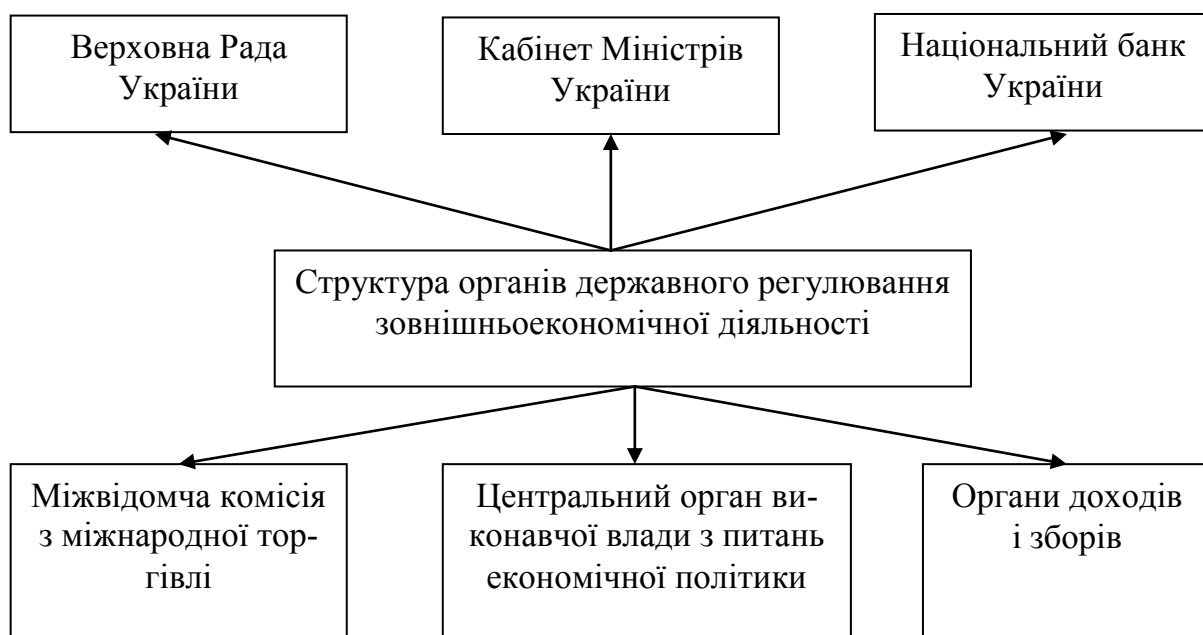 Верховна Рада
України
Кабінет Міністрів
України
Національний банк
України
Структура органів державного регулювання
зовнішньоекономічної діяльності
Міжвідомча комісія
з міжнародної тор-
гівлі
Центральний орган ви-
конавчої влади з питань
економічної політики
Органи доходів
і зборів